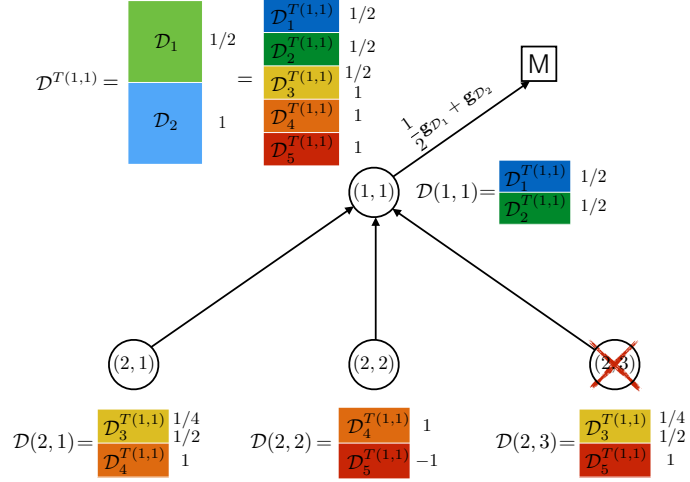 𝒟^{T(1,1)} = 𝒟_1 1/2 𝒟_2 1
= 𝒟_1^{T(1,1)} 1/2
𝒟_2^{T(1,1)} 1/2
𝒟_3^{T(1,1)} 1/2 1
𝒟_4^{T(1,1)} 1
𝒟_5^{T(1,1)} 1
M
1/2 g_{𝒟_1} + g_{𝒟_2}
(1, 1)
𝒟(1,1) = 𝒟_1^{T(1,1)} 1/2
𝒟_2^{T(1,1)} 1/2
(2, 1)
(2, 2)
(2, 3)
𝒟(2,1) = 𝒟_3^{T(1,1)} 1/4 1/2
𝒟_4^{T(1,1)} 1
𝒟(2,2) = 𝒟_4^{T(1,1)} 1
𝒟_5^{T(1,1)} −1
𝒟(2,3) = 𝒟_3^{T(1,1)} 1/4 1/2
𝒟_5^{T(1,1)} 1